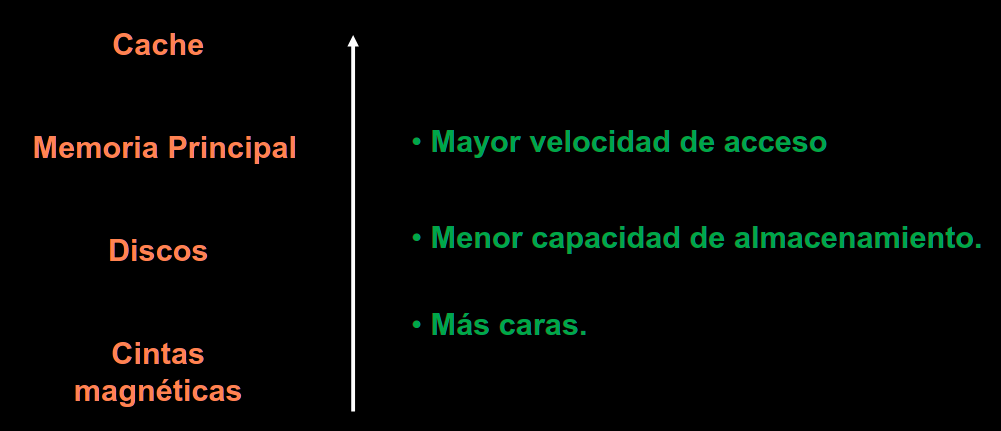 Cache
Memoria Principal
Discos
Cintas
magnéticas
• Mayor velocidad de acceso
• Menor capacidad de almacenamiento.
• Más caras.